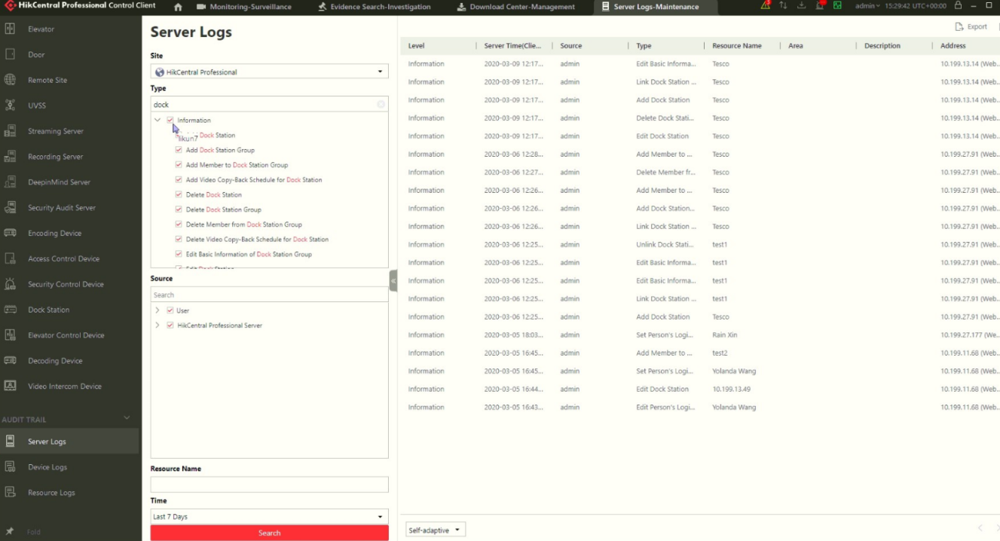 HikCentral Professional Control Client
Monitoring-Surveillance
Evidence Search-Investigation
Download Center-Management
Server Logs-Maintenance
admin
15:29:42 UTC+00:00
Elevator
Door
Remote Site
UVSS
Streaming Server
Recording Server
DeepinMind Server
Security Audit Server
Encoding Device
Access Control Device
Security Control Device
Dock Station
Elevator Control Device
Decoding Device
Video Intercom Device
AUDIT TRAIL
Server Logs
Device Logs
Resource Logs
Fold
Server Logs
Site
HikCentral Professional
Type
dock
Information
Dock Station
likun7
Add Dock Station Group
Add Member to Dock Station Group
Add Video Copy-Back Schedule for Dock Station
Delete Dock Station
Delete Dock Station Group
Delete Member from Dock Station Group
Delete Video Copy-Back Schedule for Dock Station
Edit Basic Information of Dock Station Group
Edit Dock Station
Source
Search
User
HikCentral Professional Server
Resource Name
Time
Last 7 Days
Search
Export
Level Server Time(Clie... Source Type Resource Name Area Description Address
Information 2020-03-09 12:17... admin Edit Basic Informa... Tesco 10.199.13.14 (Web...
Information 2020-03-09 12:17... admin Link Dock Station ... Tesco 10.199.13.14 (Web...
Information 2020-03-09 12:17... admin Add Dock Station Tesco 10.199.13.14 (Web...
Information 2020-03-09 12:17... admin Delete Dock Stati... Tesco 10.199.13.14 (Web...
Information 2020-03-09 12:17... admin Edit Dock Station Tesco 10.199.13.14 (Web...
Information 2020-03-06 12:28... admin Add Member to ... Tesco 10.199.27.91 (Web...
Information 2020-03-06 12:27... admin Delete Member fr... Tesco 10.199.27.91 (Web...
Information 2020-03-06 12:26... admin Add Member to ... Tesco 10.199.27.91 (Web...
Information 2020-03-06 12:26... admin Add Dock Station... Tesco 10.199.27.91 (Web...
Information 2020-03-06 12:26... admin Link Dock Station ... Tesco 10.199.27.91 (Web...
Information 2020-03-06 12:25... admin Unlink Dock Stati... test1 10.199.27.91 (Web...
Information 2020-03-06 12:25... admin Edit Basic Informa... test1 10.199.27.91 (Web...
Information 2020-03-06 12:25... admin Edit Basic Informa... test1 10.199.27.91 (Web...
Information 2020-03-06 12:25... admin Link Dock Station ... test1 10.199.27.91 (Web...
Information 2020-03-06 12:25... admin Add Dock Station Tesco 10.199.27.91 (Web...
Information 2020-03-05 18:03... admin Set Person's Logi... Rain Xin 10.199.27.177 (We...
Information 2020-03-05 16:45... admin Add Member to ... test2 10.199.11.68 (Web...
Information 2020-03-05 16:45... admin Set Person's Logi... Yolanda Wang 10.199.11.68 (Web...
Information 2020-03-05 16:44... admin Edit Dock Station 10.199.13.49 10.199.11.68 (Web...
Information 2020-03-05 16:43... admin Edit Person's Logi... Yolanda Wang 10.199.11.68 (Web...
Self-adaptive